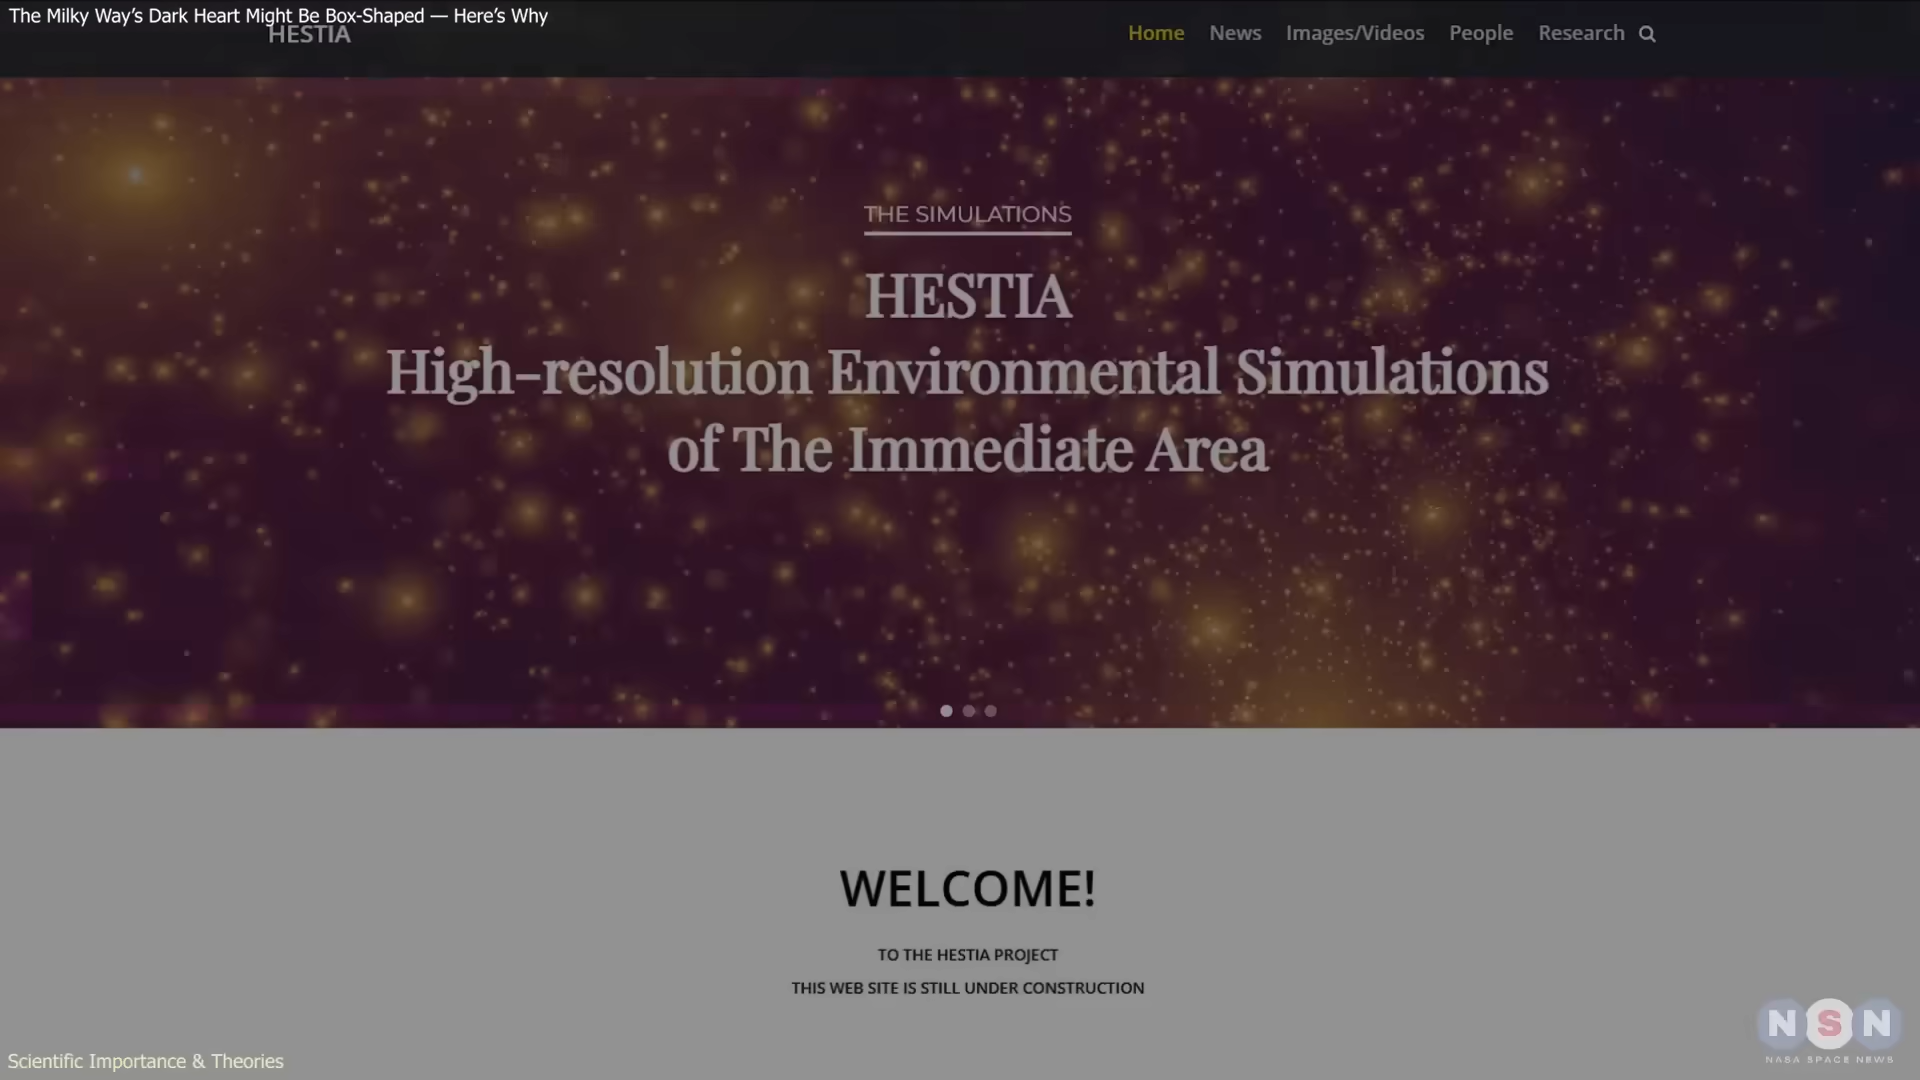 The Milky Way’s Dark Heart Might Be Box-Shaped — Here’s Why
HESTIA
Home News Images/Videos People Research
THE SIMULATIONS
HESTIA
High-resolution Environmental Simulations
of The Immediate Area
WELCOME!
TO THE HESTIA PROJECT
THIS WEB SITE IS STILL UNDER CONSTRUCTION
NSN
NASA SPACE NEWS
Scientific Importance & Theories